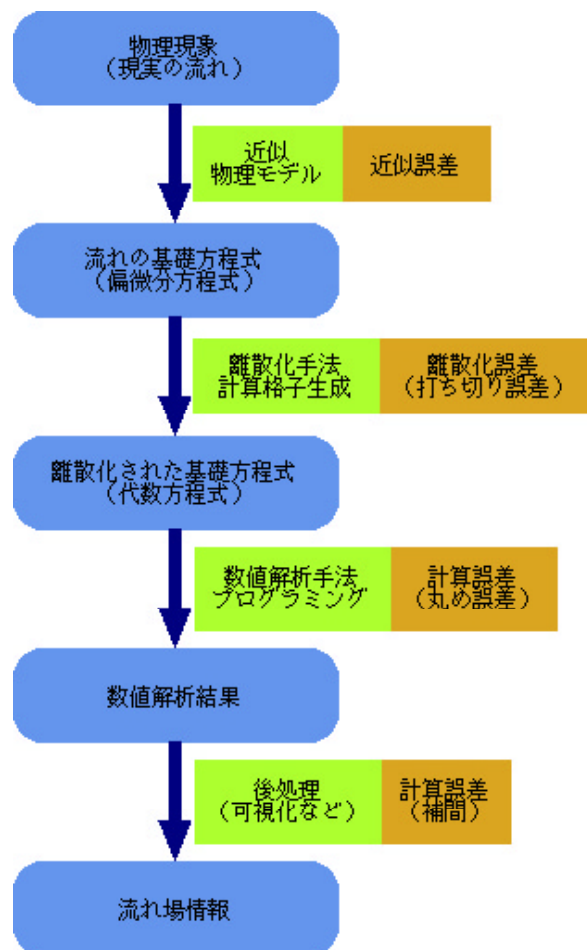 物理現象
(現実の流れ)
近似
物理モデル
近似誤差
流れの基礎方程式
(偏微分方程式)
離散化手法
計算格子生成
離散化誤差
(打ち切り誤差)
離散化された基礎方程式
(代数方程式)
数値解析手法
プログラミング
計算誤差
(丸め誤差)
数値解析結果
後処理
(可視化など)
計算誤差
(補間)
流れ場情報